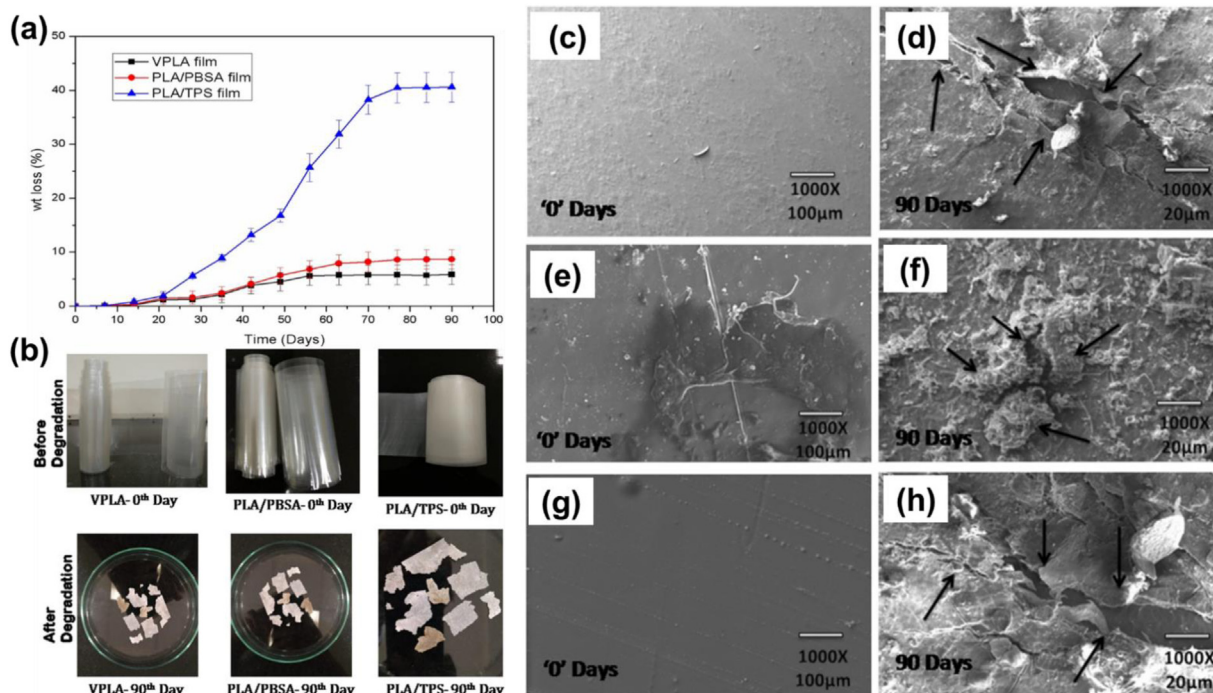 (a)
50
40
30
20
10
0
wt loss (%)
VPLA film
PLA/PBSA film
PLA/TPS film
0 10 20 30 40 50 60 70 80 90 100
Time (Days)
(b)
Before
Degradation
VPLA- 0th Day
PLA/PBSA- 0th Day
PLA/TPS- 0th Day
After
Degradation
VPLA- 90th Day
PLA/PBSA- 90th Day
PLA/TPS- 90th Day
(c)
'0' Days
1000X
100μm
(d)
90 Days
1000X
20μm
(e)
'0' Days
1000X
100μm
(f)
90 Days
1000X
20μm
(g)
'0' Days
1000X
100μm
(h)
90 Days
1000X
20μm